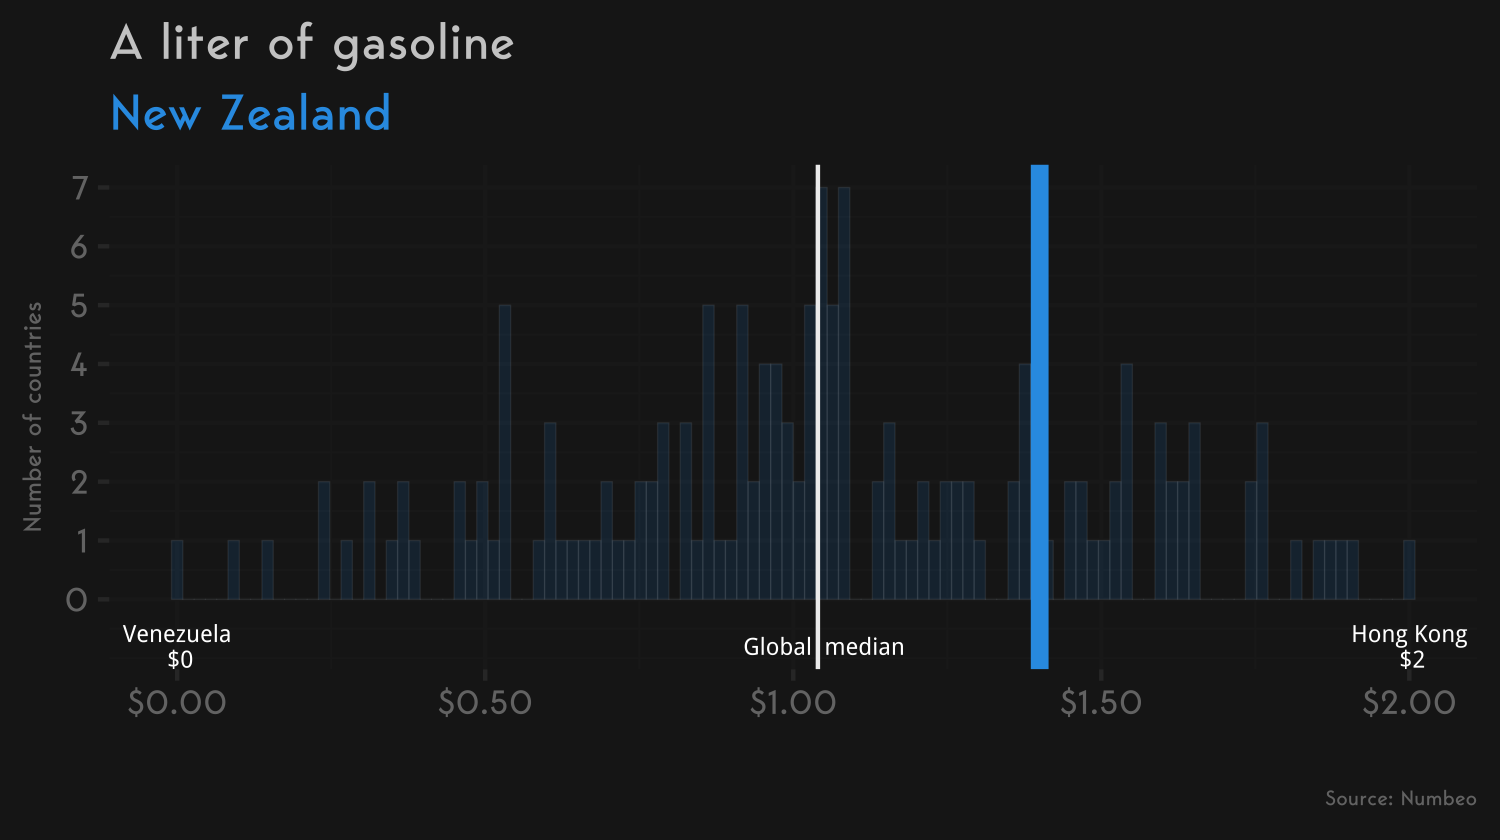 A liter of gasoline
New Zealand
Number of countries
7
6
5
4
3
2
1
0
Venezuela
$0
Global median
Hong Kong
$2
$0.00 $0.50 $1.00 $1.50 $2.00
Source: Numbeo